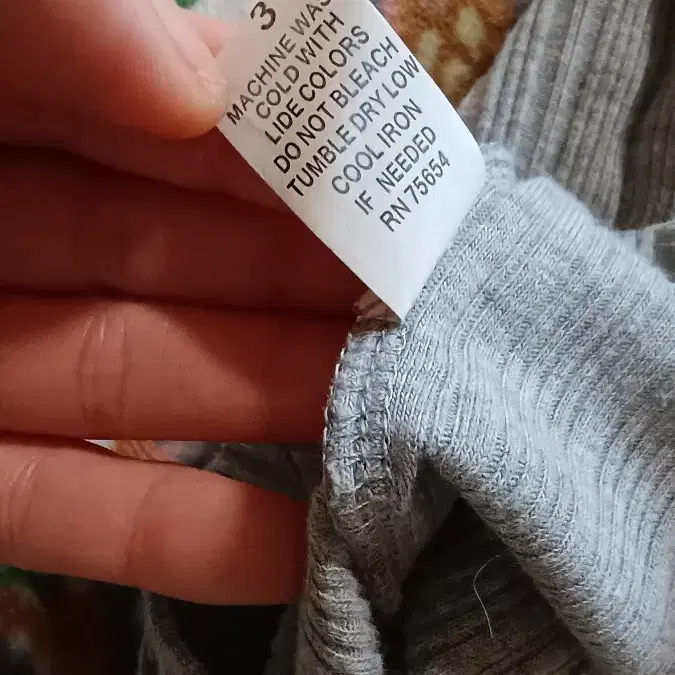 3
MACHINE WAS
COLD WITH
LIDE COLORS
DO NOT BLEACH
TUMBLE DRY LOW
COOL IRON
IF NEEDED
RN 75654